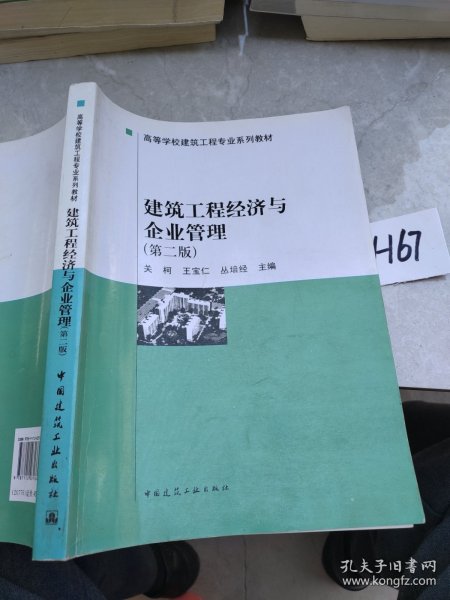 高等学校建筑工程专业系列教材
建筑工程经济与
企业管理
(第二版)
关 柯 王宝仁 丛培经 主编
中国建筑工业出版社
高等学校建筑工程专业系列教材
建筑工程经济与企业管理
(第二版)
中国建筑工业出版社
H67
孔夫子旧书网
www.kongfz.com